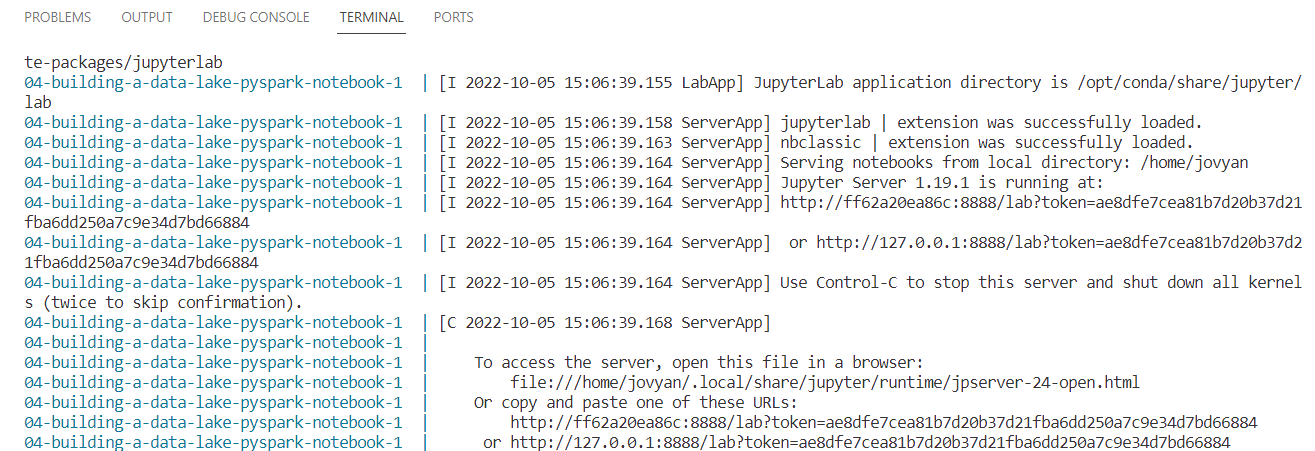 PROBLEMS OUTPUT DEBUG CONSOLE TERMINAL PORTS
te-packages/jupyterlab
04-building-a-data-lake-pyspark-notebook-1 | [I 2022-10-05 15:06:39.155 LabApp] JupyterLab application directory is /opt/conda/share/jupyter/
lab
04-building-a-data-lake-pyspark-notebook-1 | [I 2022-10-05 15:06:39.158 ServerApp] jupyterlab | extension was successfully loaded.
04-building-a-data-lake-pyspark-notebook-1 | [I 2022-10-05 15:06:39.163 ServerApp] nbclassic | extension was successfully loaded.
04-building-a-data-lake-pyspark-notebook-1 | [I 2022-10-05 15:06:39.164 ServerApp] Serving notebooks from local directory: /home/jovyan
04-building-a-data-lake-pyspark-notebook-1 | [I 2022-10-05 15:06:39.164 ServerApp] Jupyter Server 1.19.1 is running at:
04-building-a-data-lake-pyspark-notebook-1 | [I 2022-10-05 15:06:39.164 ServerApp] http://ff62a20ea86c:8888/lab?token=ae8dfe7cea81b7d20b37d21
fba6dd250a7c9e34d7bd66884
04-building-a-data-lake-pyspark-notebook-1 | [I 2022-10-05 15:06:39.164 ServerApp]  or http://127.0.0.1:8888/lab?token=ae8dfe7cea81b7d20b37d2
1fba6dd250a7c9e34d7bd66884
04-building-a-data-lake-pyspark-notebook-1 | [I 2022-10-05 15:06:39.164 ServerApp] Use Control-C to stop this server and shut down all kernel
s (twice to skip confirmation).
04-building-a-data-lake-pyspark-notebook-1 | [C 2022-10-05 15:06:39.168 ServerApp]
04-building-a-data-lake-pyspark-notebook-1 |
04-building-a-data-lake-pyspark-notebook-1 |     To access the server, open this file in a browser:
04-building-a-data-lake-pyspark-notebook-1 |         file:///home/jovyan/.local/share/jupyter/runtime/jpserver-24-open.html
04-building-a-data-lake-pyspark-notebook-1 |     Or copy and paste one of these URLs:
04-building-a-data-lake-pyspark-notebook-1 |         http://ff62a20ea86c:8888/lab?token=ae8dfe7cea81b7d20b37d21fba6dd250a7c9e34d7bd66884
04-building-a-data-lake-pyspark-notebook-1 |      or http://127.0.0.1:8888/lab?token=ae8dfe7cea81b7d20b37d21fba6dd250a7c9e34d7bd66884